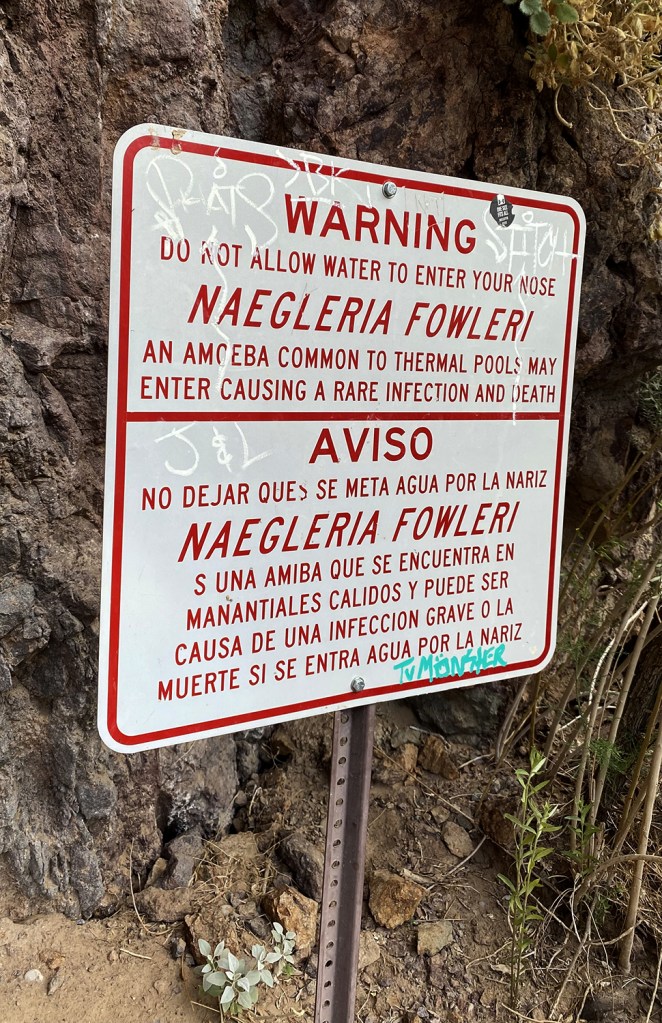 WARNING
DO NOT ALLOW WATER TO ENTER YOUR NOSE
NAEGLERIA FOWLERI
AN AMOEBA COMMON TO THERMAL POOLS MAY
ENTER CAUSING A RARE INFECTION AND DEATH
J & L
AVISO
NO DEJAR QUES SE META AGUA POR LA NARIZ
NAEGLERIA FOWLERI
S UNA AMIBA QUE SE ENCUENTRA EN
MANANTIALES CALIDOS Y PUEDE SER
CAUSA DE UNA INFECCION GRAVE O LA
MUERTE SI SE ENTRA AGUA POR LA NARIZ